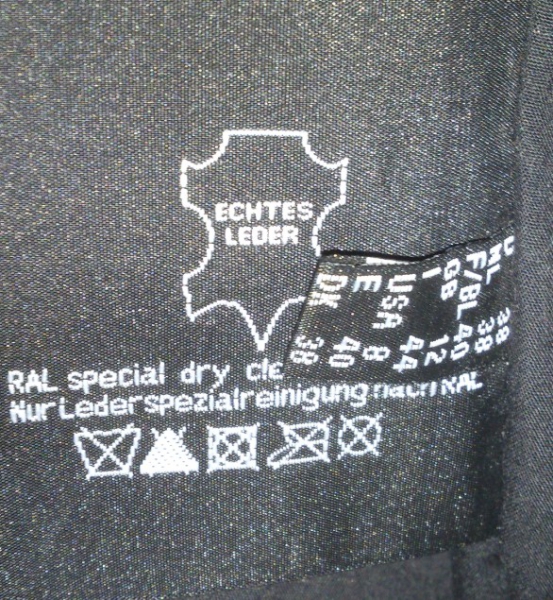 ECHTES
LEDER
D 38
NL 38
F/BL 40
GB 12
I 44
USA 8
E 40
DK 38
RAL special dry cle
Nur Lederspezialreinigung nach RAL